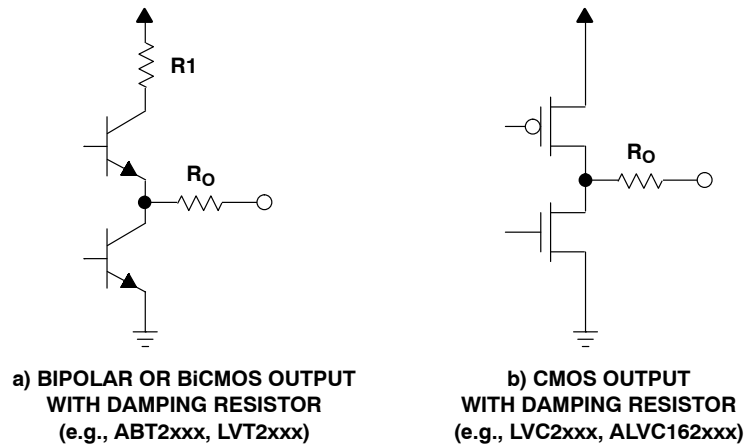 R1
RO
RO
a) BIPOLAR OR BiCMOS OUTPUT
WITH DAMPING RESISTOR
(e.g., ABT2xxx, LVT2xxx)
b) CMOS OUTPUT
WITH DAMPING RESISTOR
(e.g., LVC2xxx, ALVC162xxx)